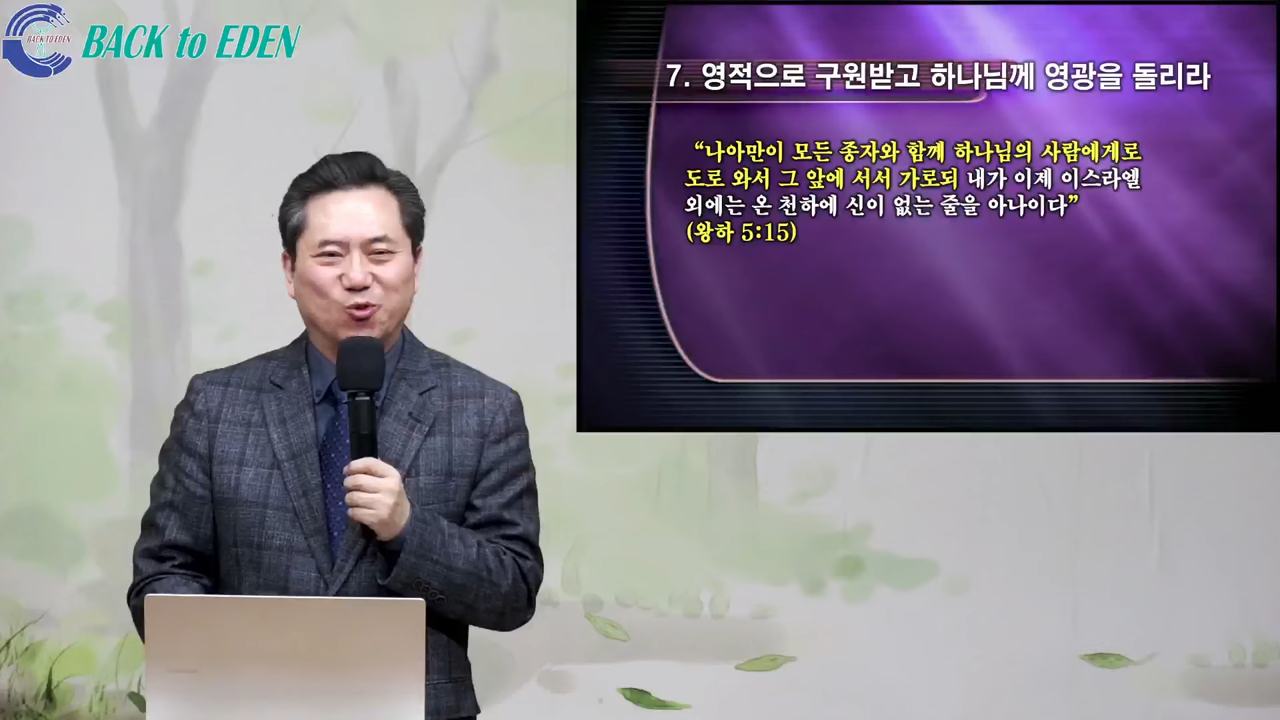 BACK TO EDEN
BACK to EDEN
7. 영적으로 구원받고 하나님께 영광을 돌리라
“나아만이 모든 종자와 함께 하나님의 사람에게로
도로 와서 그 앞에 서서 가로되 내가 이제 이스라엘
외에는 온 천하에 신이 없는 줄을 아나이다”
(왕하 5:15)